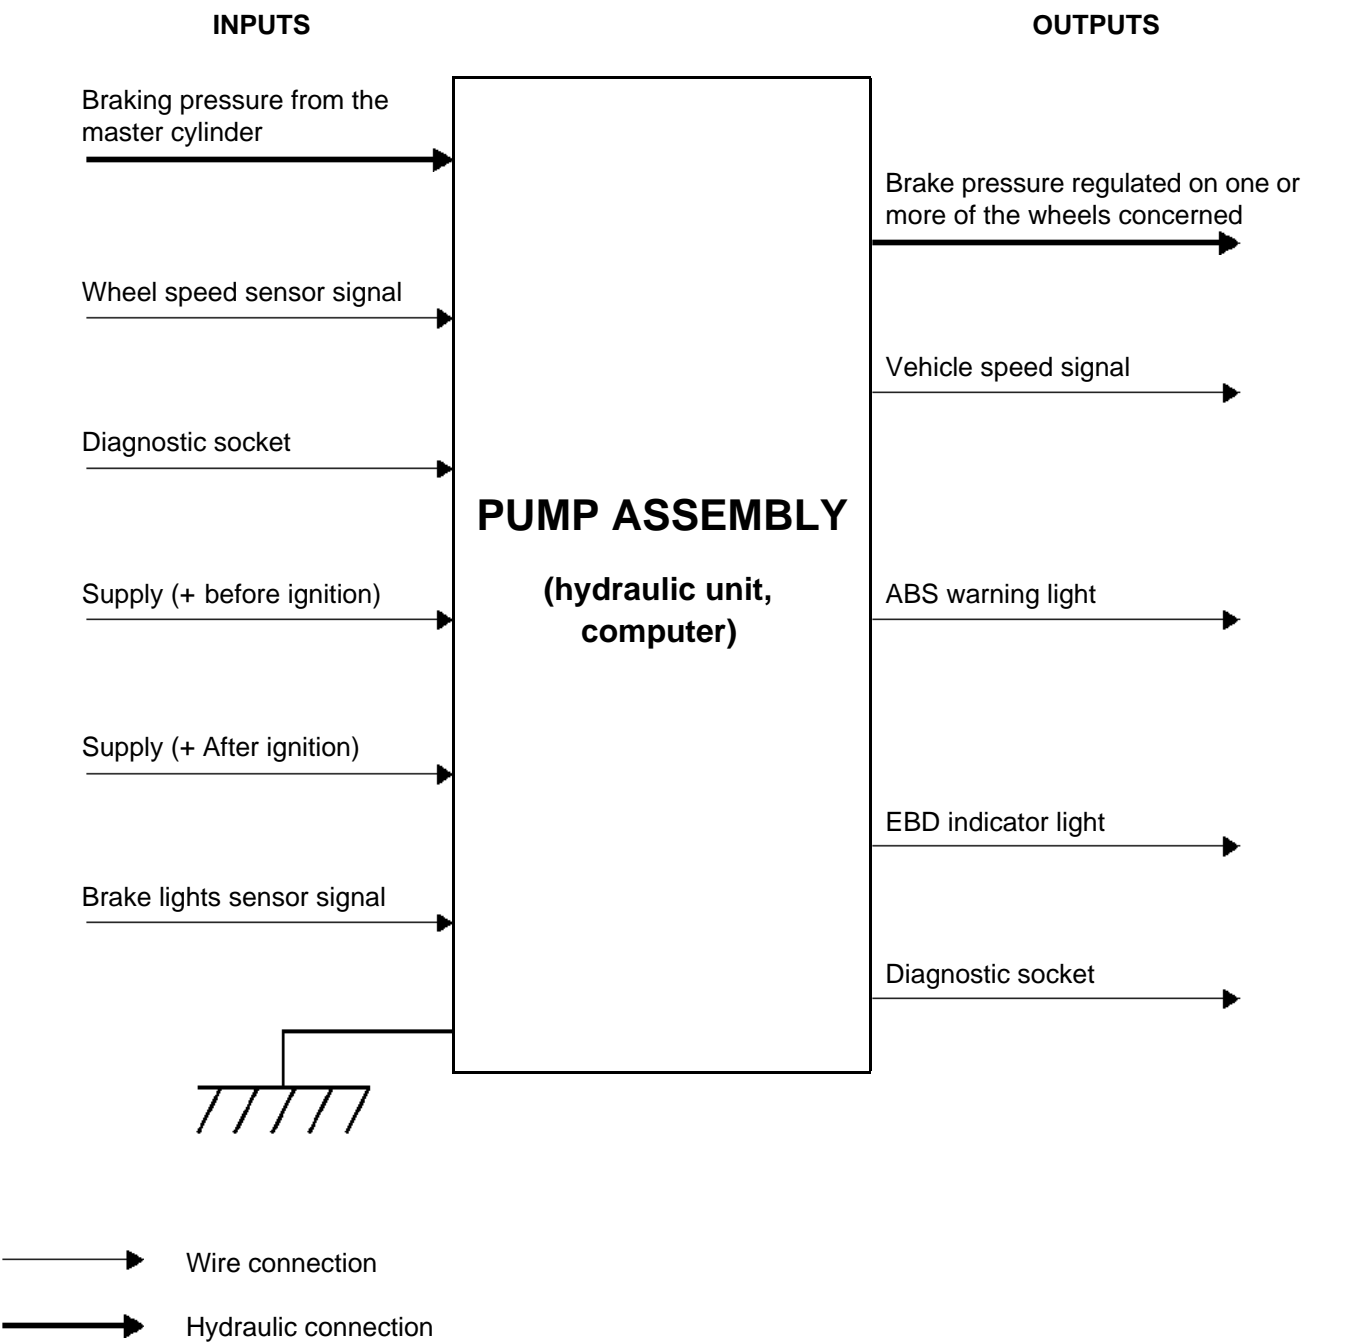 INPUTS
OUTPUTS
Braking pressure from the
master cylinder
Wheel speed sensor signal
Diagnostic socket
Supply (+ before ignition)
Supply (+ After ignition)
Brake lights sensor signal
PUMP ASSEMBLY
(hydraulic unit,
computer)
Brake pressure regulated on one or
more of the wheels concerned
Vehicle speed signal
ABS warning light
EBD indicator light
Diagnostic socket
Wire connection
Hydraulic connection